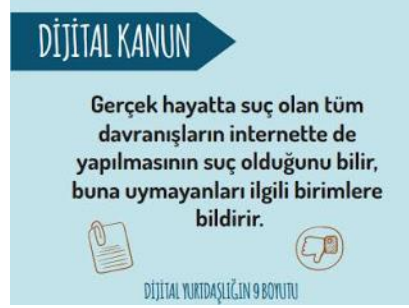 DİJİTAL KANUN
Gerçek hayatta suç olan tüm
davranışların internette de
yapılmasının suç olduğunu bilir,
buna uymayanları ilgili birimlere
bildirir.
DİJİTAL YURTDAŞLIĞIN 9 BOYUTU